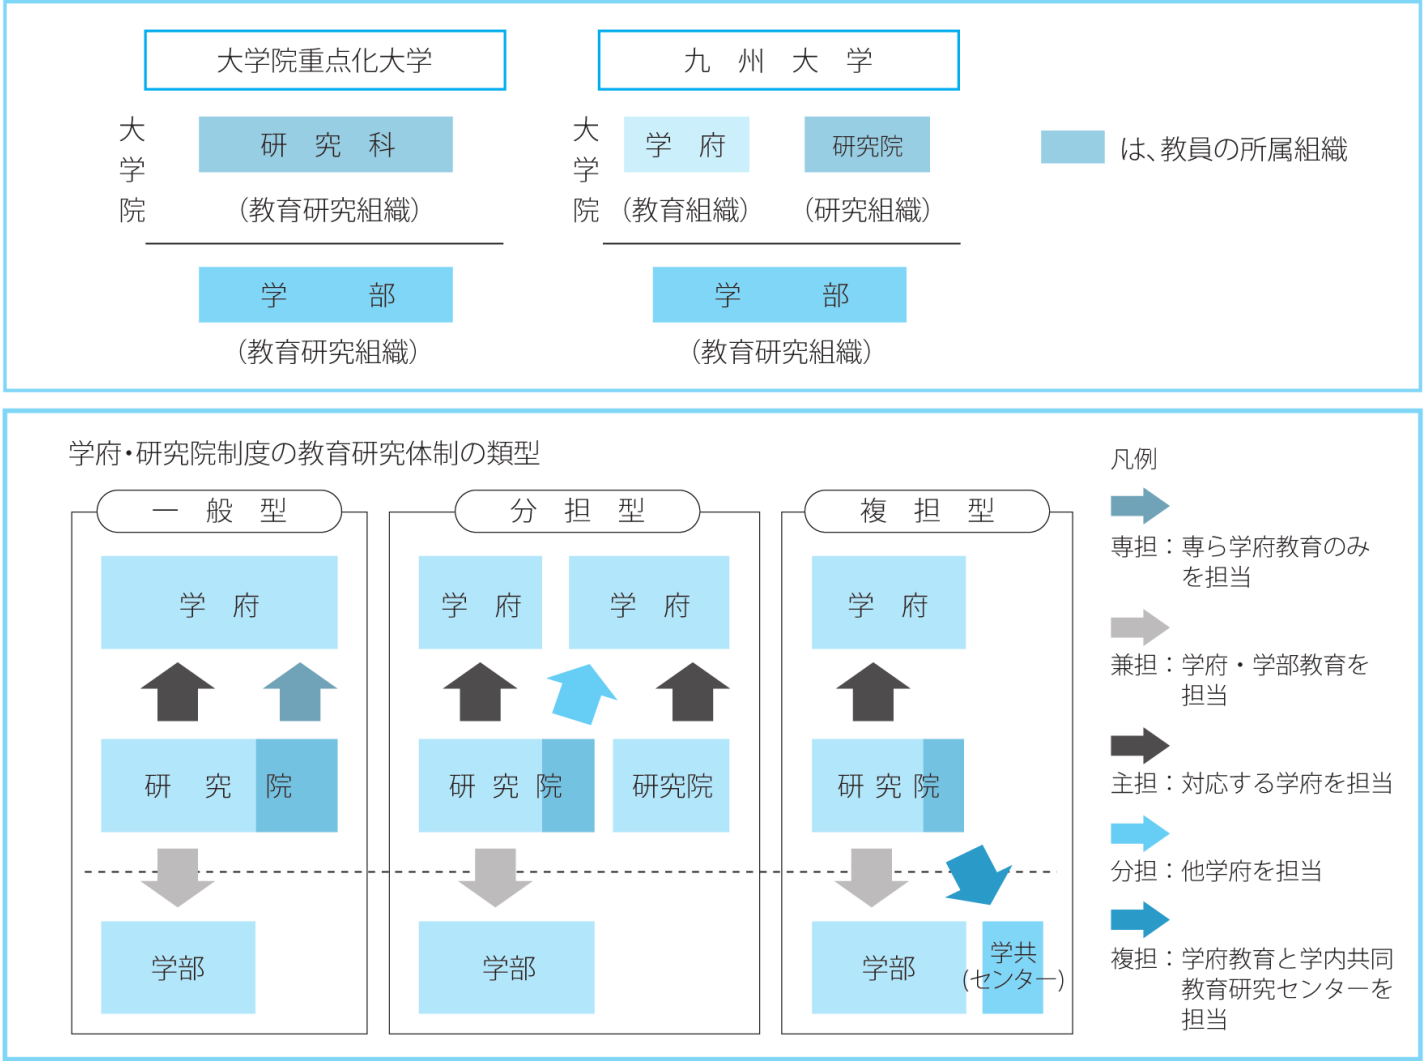 大学院重点化大学
九州大学
大学院
研究科
(教育研究組織)
学部
(教育研究組織)
大学院
学府
研究院
(教育組織)
(研究組織)
学部
(教育研究組織)
は、教員の所属組織
学府・研究院制度の教育研究体制の類型
一般型
学府
研究院
学部
分担型
学府
学府
研究院
研究院
学部
複担型
学府
研究院
学部
学共
(センター)
凡例
専担：専ら学府教育のみ
を担当
兼担：学府・学部教育を
担当
主担：対応する学府を担当
分担：他学府を担当
複担：学府教育と学内共同
教育研究センターを
担当